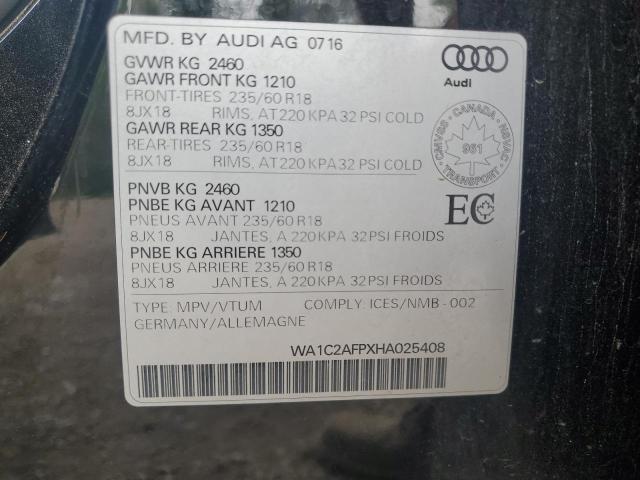 MFD. BY AUDI AG 0716
Audi
GVWR KG 2460
GAWR FRONT KG 1210
FRONT-TIRES 235/60 R18
8JX18 RIMS, AT 220 KPA 32 PSI COLD
GAWR REAR KG 1350
REAR-TIRES 235/60 R18
8JX18 RIMS, AT 220 KPA 32 PSI COLD
CANADA
CMVSS - NSVAC
961
TRANSPORT
PNVB KG 2460
PNBE KG AVANT 1210
PNEUS AVANT 235/60 R18
8JX18 JANTES, A 220 KPA 32 PSI FROIDS
PNBE KG ARRIERE 1350
PNEUS ARRIERE 235/60 R18
8JX18 JANTES, A 220 KPA 32 PSI FROIDS
EC
TYPE: MPV/VTUM COMPLY: ICES/NMB - 002
GERMANY/ALLEMAGNE
WA1C2AFPXHA025408